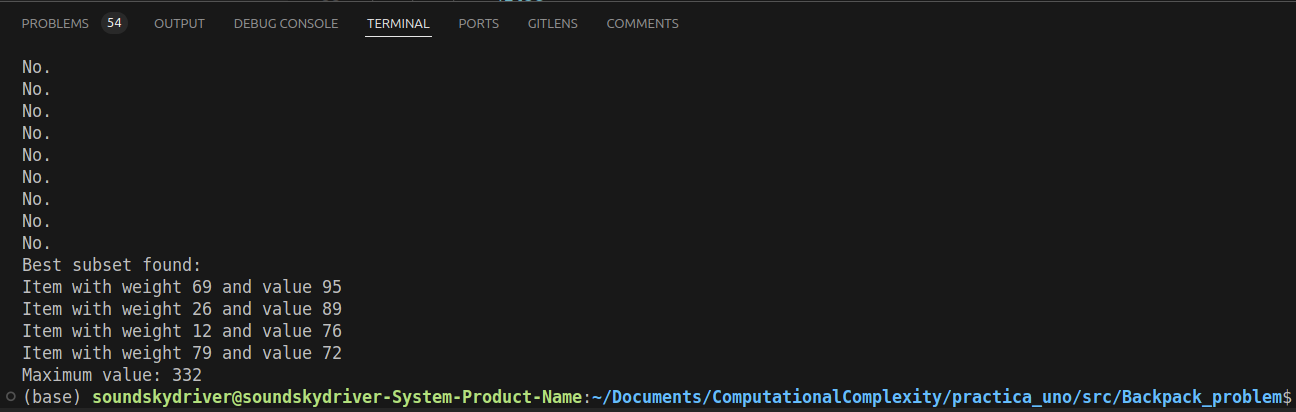 PROBLEMS 54 OUTPUT DEBUG CONSOLE TERMINAL PORTS GITLENS COMMENTS
No.
No.
No.
No.
No.
No.
No.
No.
No.
Best subset found:
Item with weight 69 and value 95
Item with weight 26 and value 89
Item with weight 12 and value 76
Item with weight 79 and value 72
Maximum value: 332
(base) soundskydriver@soundskydriver-System-Product-Name:~/Documents/ComputationalComplexity/practica_uno/src/Backpack_problem$